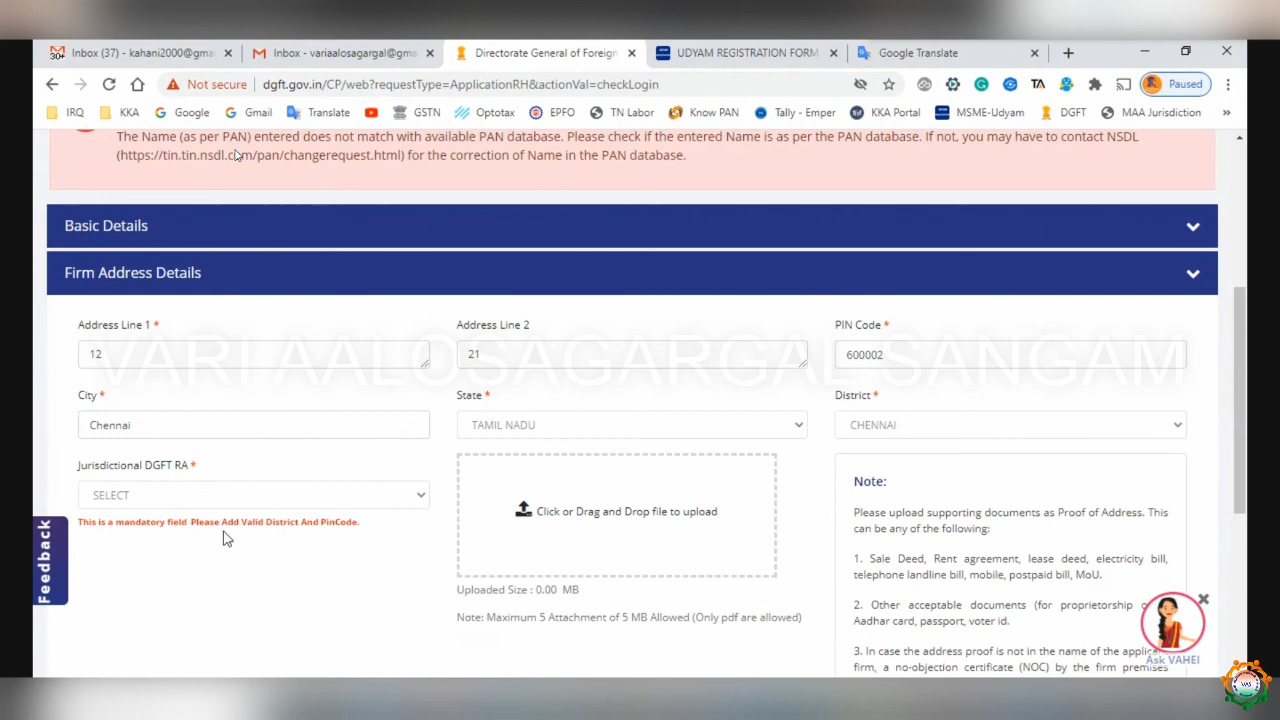 Inbox (37) - kahani2000@gma
Inbox - variaalosagargal@gma
Directorate General of Foreign
UDYAM REGISTRATION FORM
Google Translate
Not secure
dgft.gov.in/CP/web?requestType=ApplicationRH&actionVal=checkLogin
Paused
IRQ
KKA
Google
Gmail
Translate
GSTN
Optotax
EPFO
TN Labor
Know PAN
Tally - Emper
KKA Portal
MSME-Udyam
DGFT
MAA Jurisdiction
The Name (as per PAN) entered does not match with available PAN database. Please check if the entered Name is as per the PAN database. If not, you may have to contact NSDL
(https://tin.tin.nsdl.com/pan/changerequest.html) for the correction of Name in the PAN database.
Basic Details
Firm Address Details
Address Line 1 *
Address Line 2
PIN Code *
12
21
600002
VARI AALOSAGARGAL SANGAM
City *
State *
District *
Chennai
TAMIL NADU
CHENNAI
Jurisdictional DGFT RA *
SELECT
This is a mandatory field Please Add Valid District And PinCode.
Click or Drag and Drop file to upload
Uploaded Size : 0.00 MB
Note: Maximum 5 Attachment of 5 MB Allowed (Only pdf are allowed)
Note:
Please upload supporting documents as Proof of Address. This
can be any of the following:
1. Sale Deed, Rent agreement, lease deed, electricity bill,
telephone landline bill, mobile, postpaid bill, MoU.
2. Other acceptable documents (for proprietorship
Aadhar card, passport, voter id.
3. In case the address proof is not in the name of the applic
firm, a no-objection certificate (NOC) by the firm premises
Feedback
Ask VAHEI
VAS